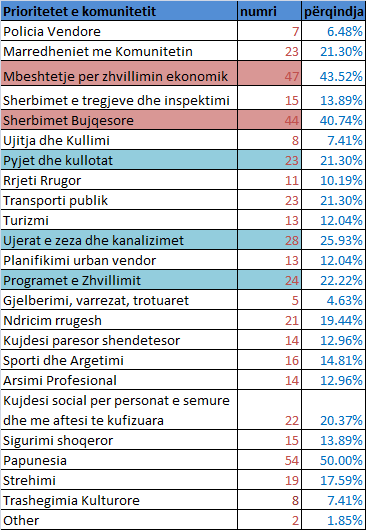 Prioritetet e komunitetit numri përqindja
Policia Vendore 7 6.48%
Marredheniet me Komunitetin 23 21.30%
Mbeshtetje per zhvillimin ekonomik 47 43.52%
Sherbimet e tregjeve dhe inspektimi 15 13.89%
Sherbimet Bujqesore 44 40.74%
Ujitja dhe Kullimi 8 7.41%
Pyjet dhe kullotat 23 21.30%
Rrjeti Rrugor 11 10.19%
Transporti publik 23 21.30%
Turizmi 13 12.04%
Ujerat e zeza dhe kanalizimet 28 25.93%
Planifikimi urban vendor 13 12.04%
Programet e Zhvillimit 24 22.22%
Gjelberimi, varrezat, trotuaret 5 4.63%
Ndricim rrugesh 21 19.44%
Kujdesi paresor shendetesor 14 12.96%
Sporti dhe Argetimi 16 14.81%
Arsimi Profesional 14 12.96%
Kujdesi social per personat e semure
dhe me aftesi te kufizuara 22 20.37%
Sigurimi shoqeror 15 13.89%
Papunesia 54 50.00%
Strehimi 19 17.59%
Trashegimia Kulturore 8 7.41%
Other 2 1.85%